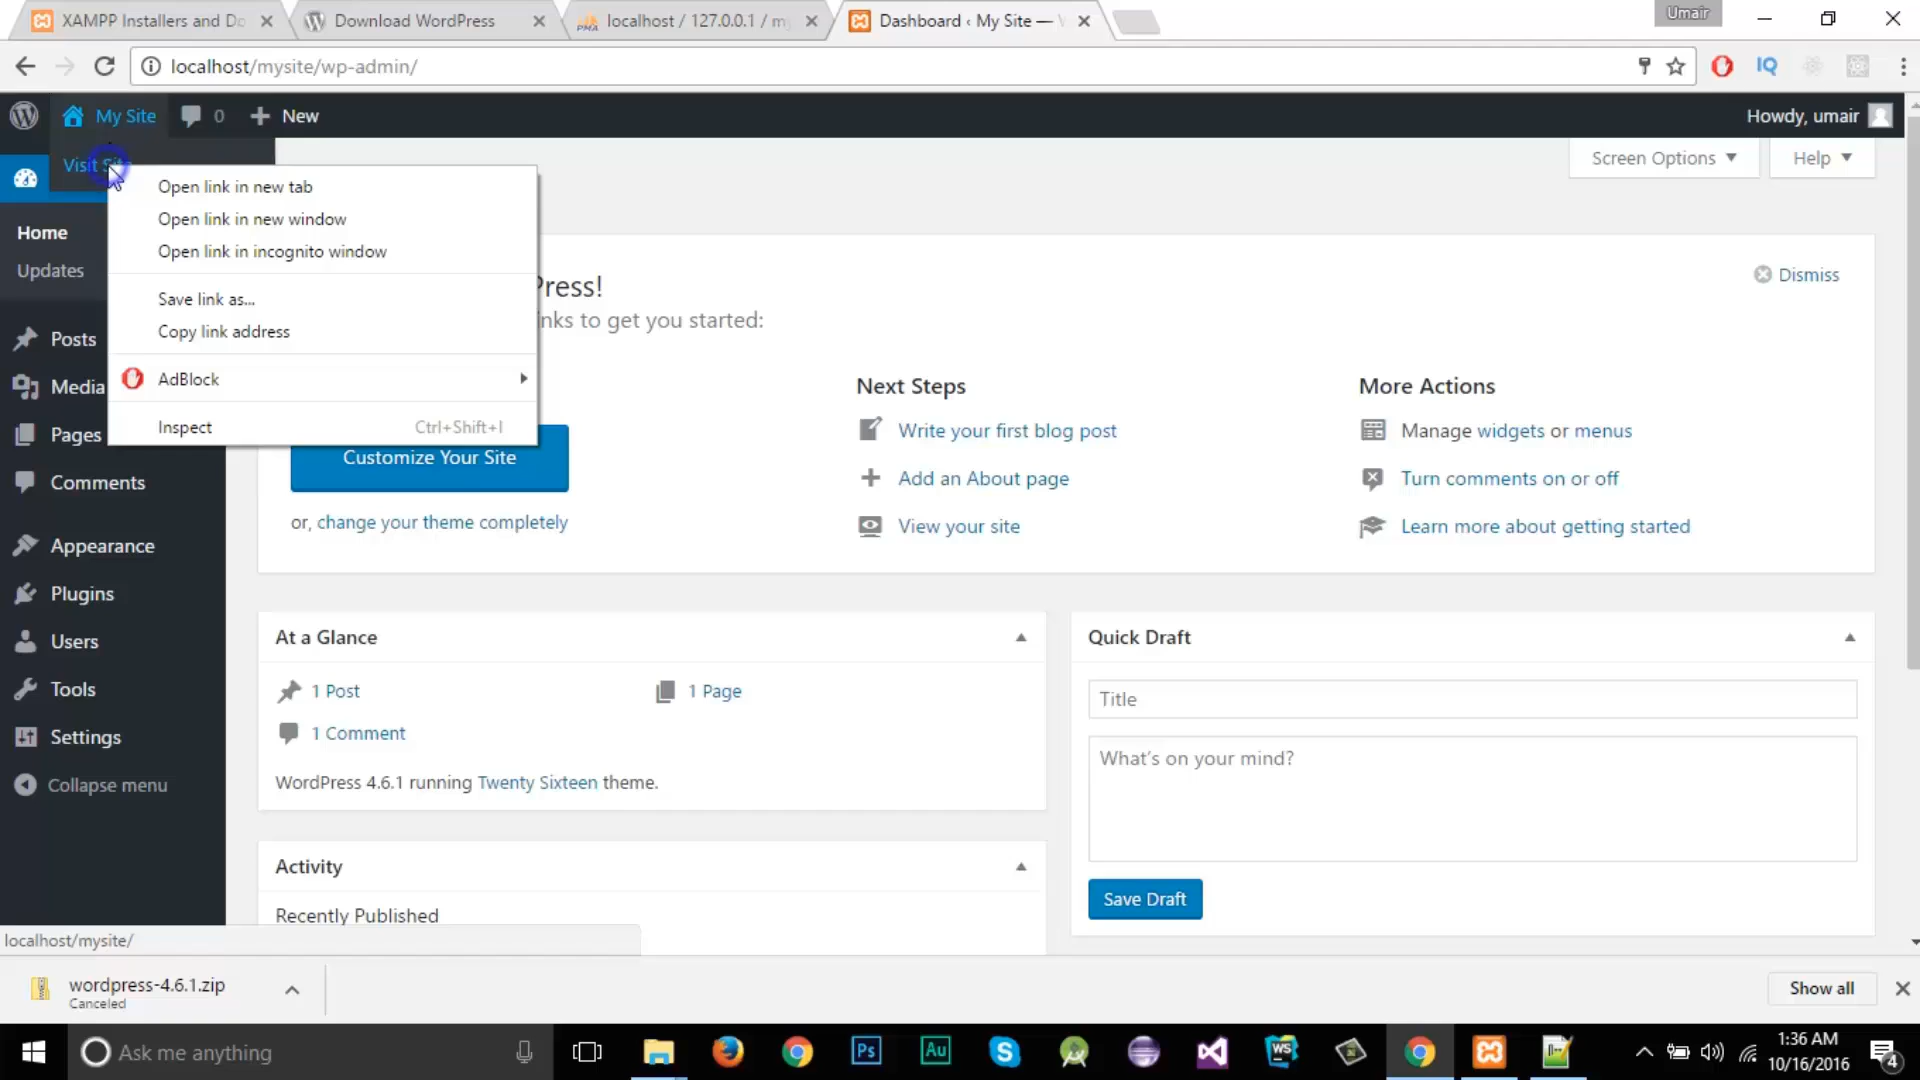 XAMPP Installers and Do
Download WordPress
localhost / 127.0.0.1 / my
Dashboard ‹ My Site —
Umair
localhost/mysite/wp-admin/
IQ
My Site
0
New
Howdy, umair
Visit Site
Screen Options
Help
Open link in new tab
Open link in new window
Open link in incognito window
Save link as...
Copy link address
AdBlock
Inspect
Ctrl+Shift+I
Home
Updates
Posts
Media
Pages
Comments
Appearance
Plugins
Users
Tools
Settings
Collapse menu
Press!
nks to get you started:
Dismiss
Customize Your Site
or, change your theme completely
Next Steps
Write your first blog post
Add an About page
View your site
More Actions
Manage widgets or menus
Turn comments on or off
Learn more about getting started
At a Glance
1 Post
1 Page
1 Comment
WordPress 4.6.1 running Twenty Sixteen theme.
Quick Draft
Title
What's on your mind?
Save Draft
Activity
Recently Published
localhost/mysite/
wordpress-4.6.1.zip
Canceled
Show all
Ask me anything
Ps
Au
S
WS
1:36 AM
10/16/2016
4